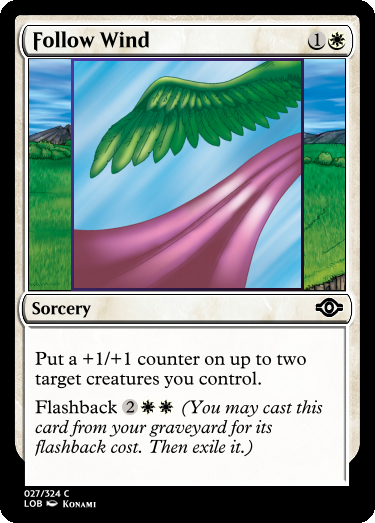 Follow Wind 1
Sorcery
Put a +1/+1 counter on up to two
target creatures you control.
Flashback 2 (You may cast this
card from your graveyard for its
flashback cost. Then exile it.)
027/324 C
LOB KONAMI